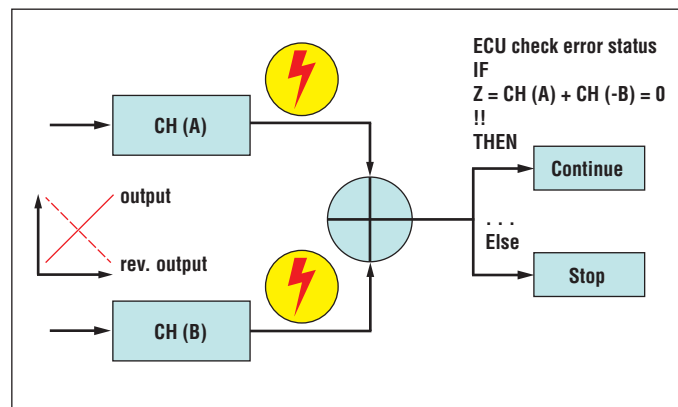 ECU check error status
IF
Z = CH (A) + CH (-B) = 0
!!
THEN
CH (A)
Continue
output
. . .
Else
rev. output
Stop
CH (B)